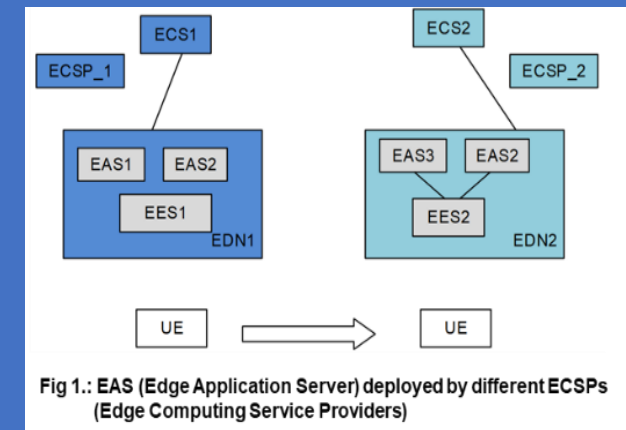 ECS1
ECS2
ECSP_1
ECSP_2
EAS1
EAS2
EES1
EDN1
EAS3
EAS2
EES2
EDN2
UE
UE
Fig 1.: EAS (Edge Application Server) deployed by different ECSPs
(Edge Computing Service Providers)